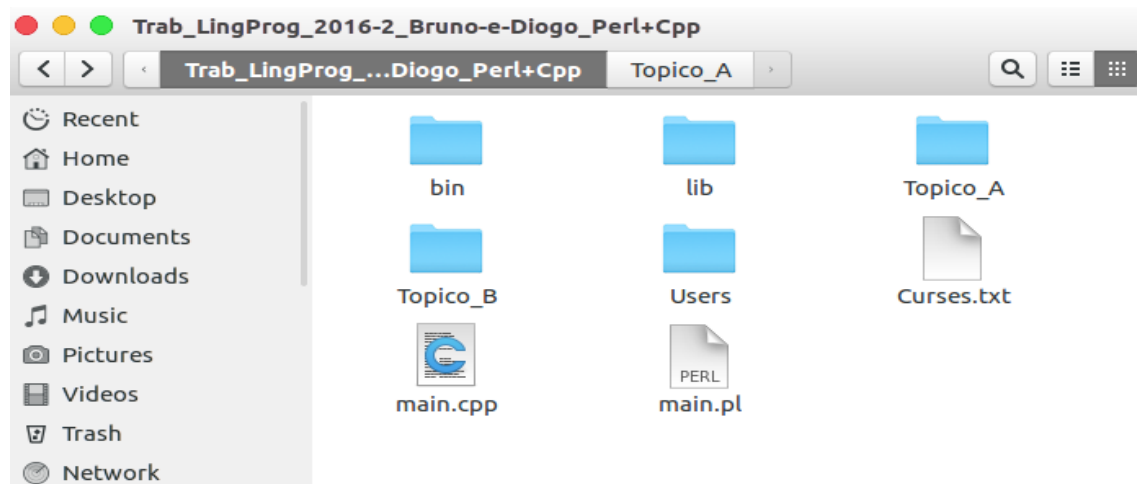 Trab_LingProg_2016-2_Bruno-e-Diogo_Perl+Cpp
Trab_LingProg_...Diogo_Perl+Cpp Topico_A
Recent
Home
Desktop
Documents
Downloads
Music
Pictures
Videos
Trash
Network
bin lib Topico_A
Topico_B Users Curses.txt
C PERL
main.cpp main.pl